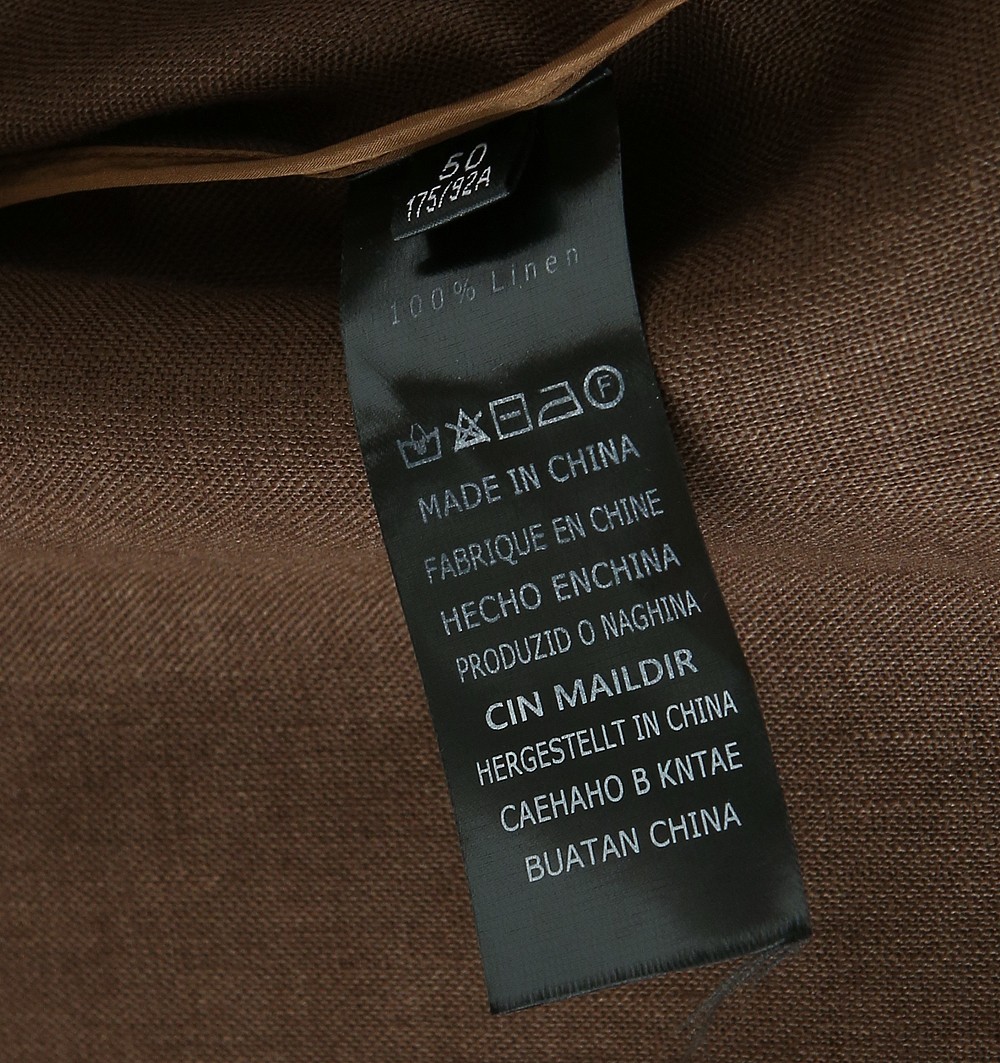 50
175/92A
100% Linen
F
MADE IN CHINA
FABRIQUE EN CHINE
HECHO ENCHINA
PRODUZID O NAGHINA
CIN MAILDIR
HERGESTELLT IN CHINA
CAEHAHO B KNTAE
BUATAN CHINA